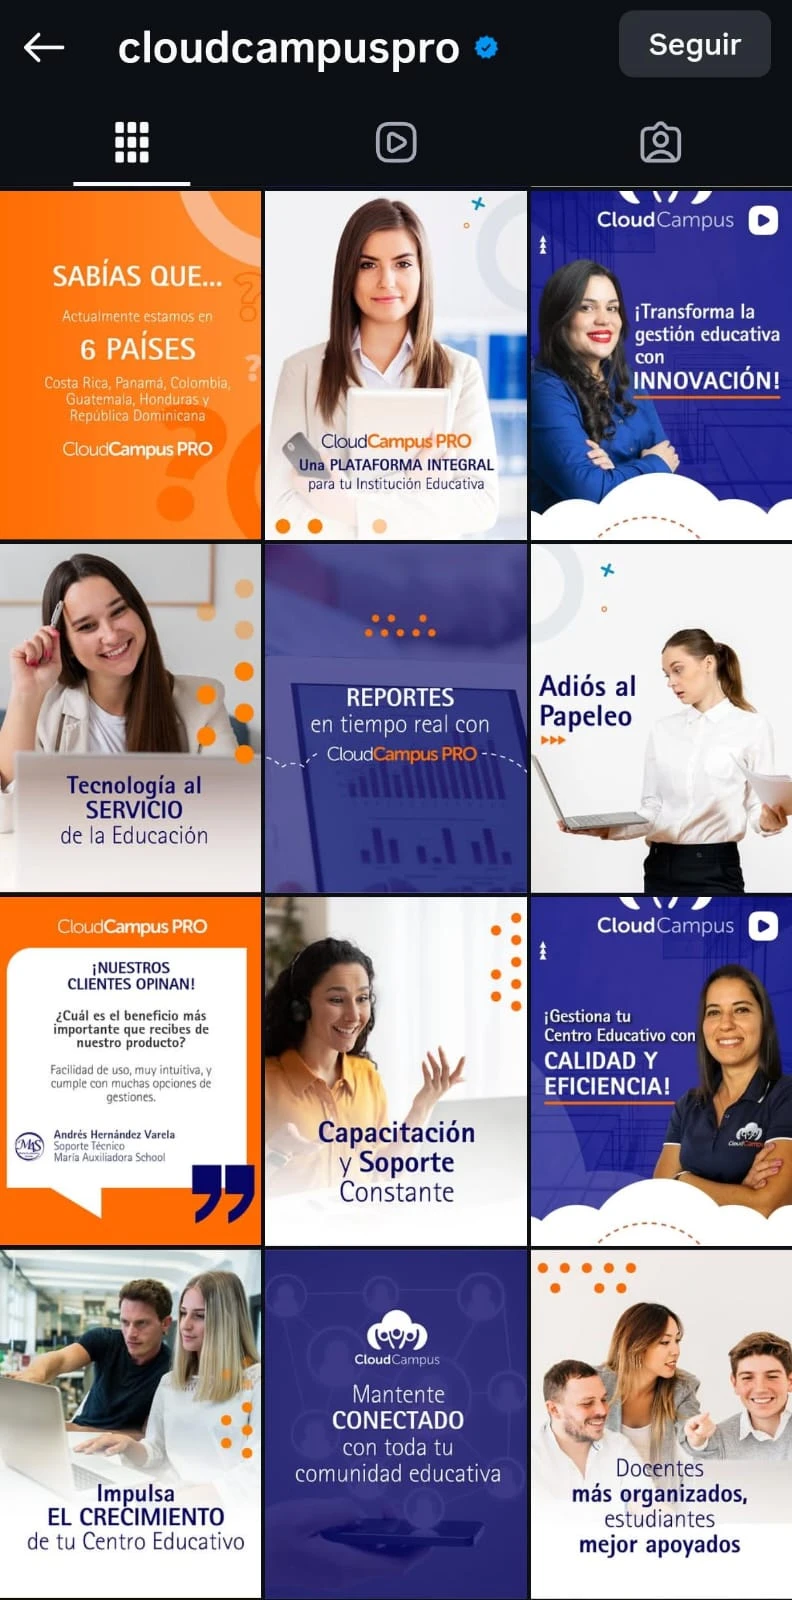 cloudcampuspro
Seguir
SABÍAS QUE...
Actualmente estamos en
6 PAÍSES
Costa Rica, Panamá, Colombia,
Guatemala, Honduras y
República Dominicana
CloudCampus PRO
CloudCampus PRO
Una PLATAFORMA INTEGRAL
para tu Institución Educativa
CloudCampus
¡Transforma la
gestión educativa
con
INNOVACIÓN!
Tecnología al
SERVICIO
de la Educación
REPORTES
en tiempo real con
CloudCampus PRO
Adiós al
Papeleo
CloudCampus PRO
¡NUESTROS
CLIENTES OPINAN!
¿Cuál es el beneficio más
importante que recibes de
nuestro producto?
Facilidad de uso, muy intuitiva, y
cumple con muchas opciones de
gestiones.
MAS
Andrés Hernández Varela
Soporte Técnico
María Auxiliadora School
Capacitación
y Soporte
Constante
CloudCampus
¡Gestiona tu
Centro Educativo con
CALIDAD Y
EFICIENCIA!
CloudCampus
Impulsa
EL CRECIMIENTO
de tu Centro Educativo
CloudCampus
Mantente
CONECTADO
con toda tu
comunidad educativa
Docentes
más organizados,
estudiantes
mejor apoyados